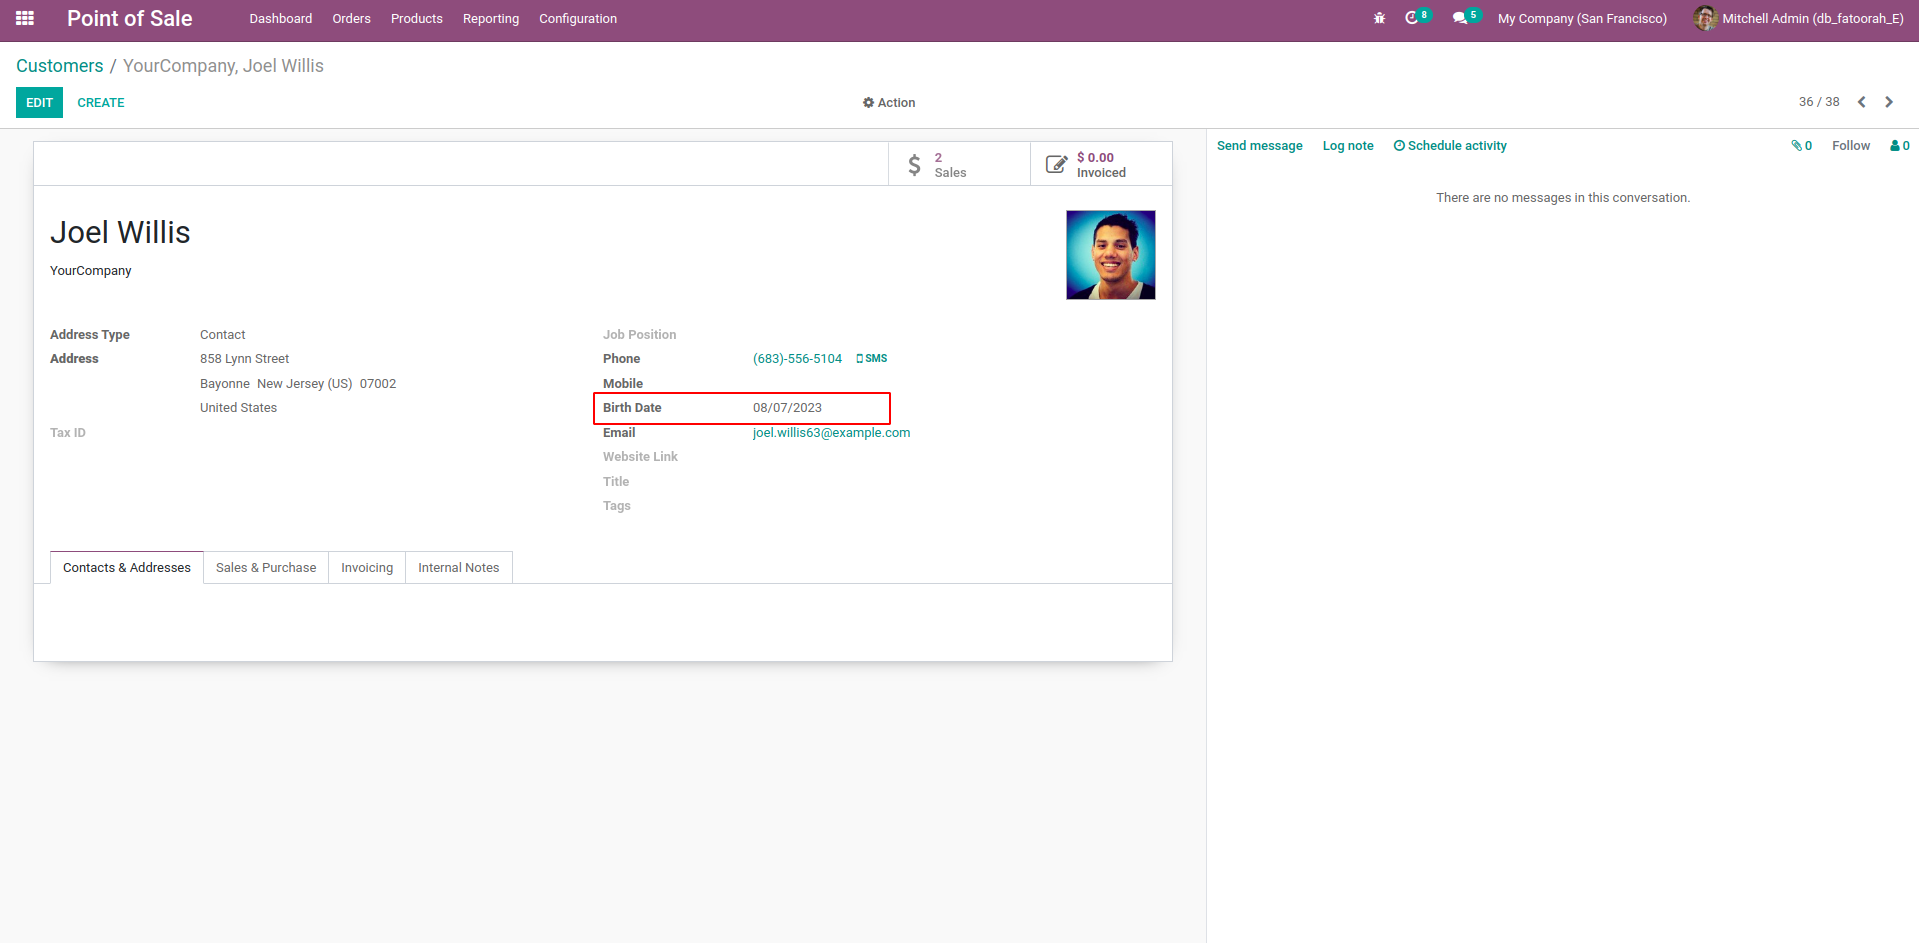 Point of Sale Dashboard Orders Products Reporting Configuration 8 5 My Company (San Francisco) Mitchell Admin (db_fatoorah_E)
Customers / YourCompany, Joel Willis
EDIT CREATE Action 36 / 38
2 Sales
$ 0.00 Invoiced
Send message Log note Schedule activity 0 Follow 0
There are no messages in this conversation.
Joel Willis
YourCompany
Address Type Contact
Address 858 Lynn Street
Bayonne New Jersey (US) 07002
United States
Tax ID
Job Position
Phone (683)-556-5104 SMS
Mobile
Birth Date 08/07/2023
Email joel.willis63@example.com
Website Link
Title
Tags
Contacts & Addresses Sales & Purchase Invoicing Internal Notes